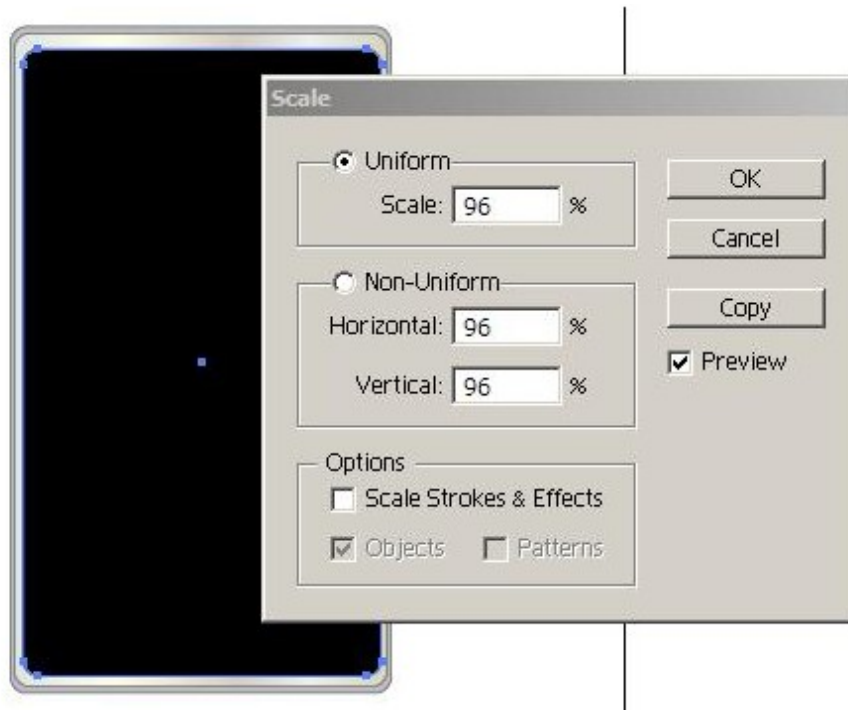 Scale
Uniform
Scale: 96 %
Non-Uniform
Horizontal: 96 %
Vertical: 96 %
Options
Scale Strokes & Effects
Objects Patterns
OK
Cancel
Copy
Preview